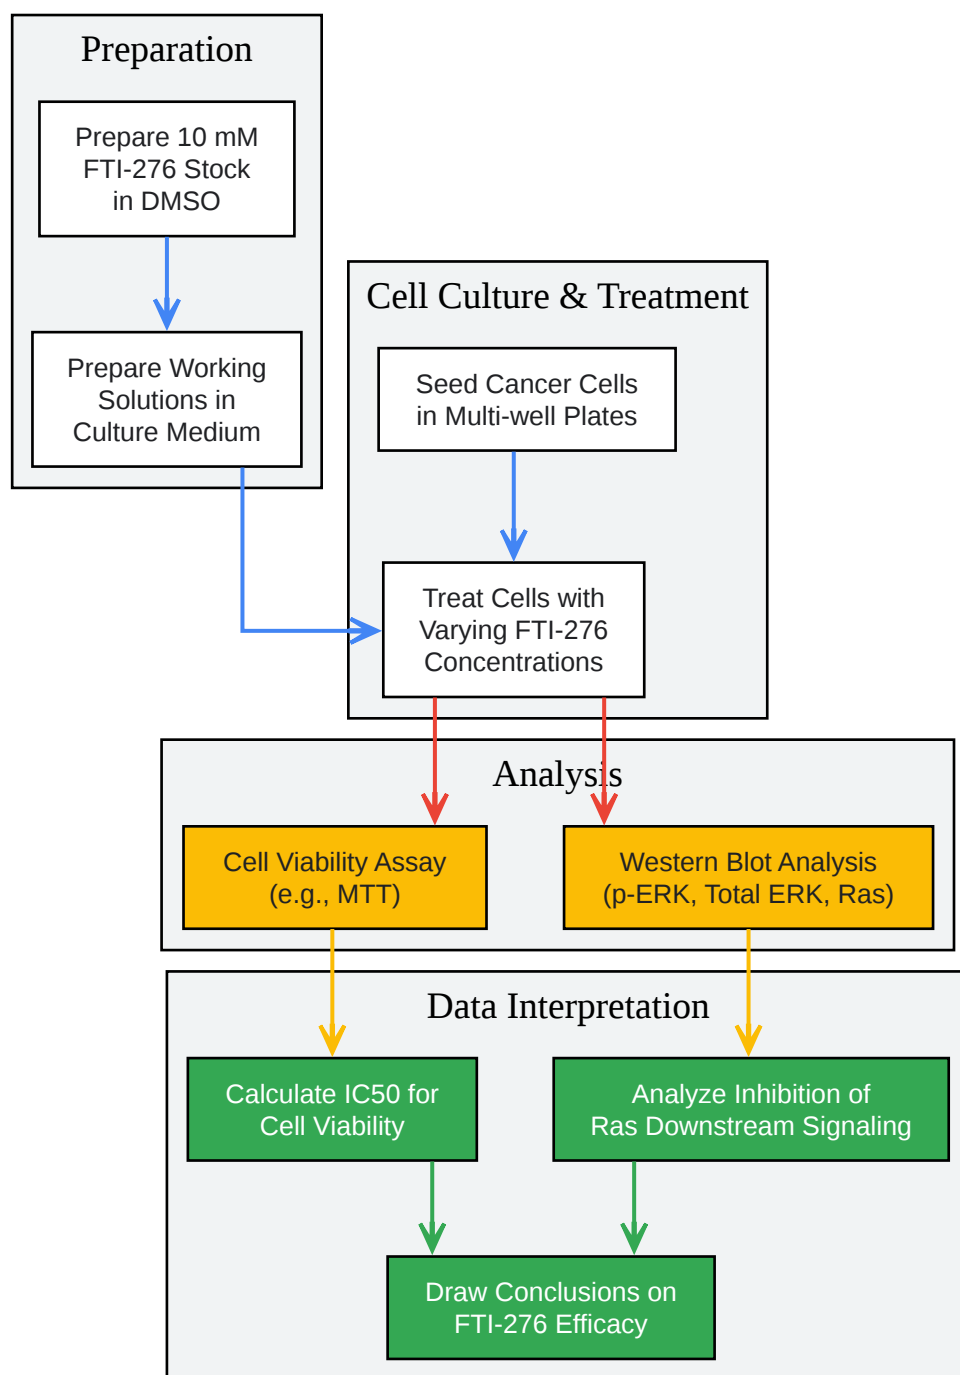 Preparation
Prepare 10 mM
FTI-276 Stock
in DMSO
Prepare Working
Solutions in
Culture Medium
Cell Culture & Treatment
Seed Cancer Cells
in Multi-well Plates
Treat Cells with
Varying FTI-276
Concentrations
Analysis
Cell Viability Assay
(e.g., MTT)
Western Blot Analysis
(p-ERK, Total ERK, Ras)
Data Interpretation
Calculate IC50 for
Cell Viability
Analyze Inhibition of
Ras Downstream Signaling
Draw Conclusions on
FTI-276 Efficacy